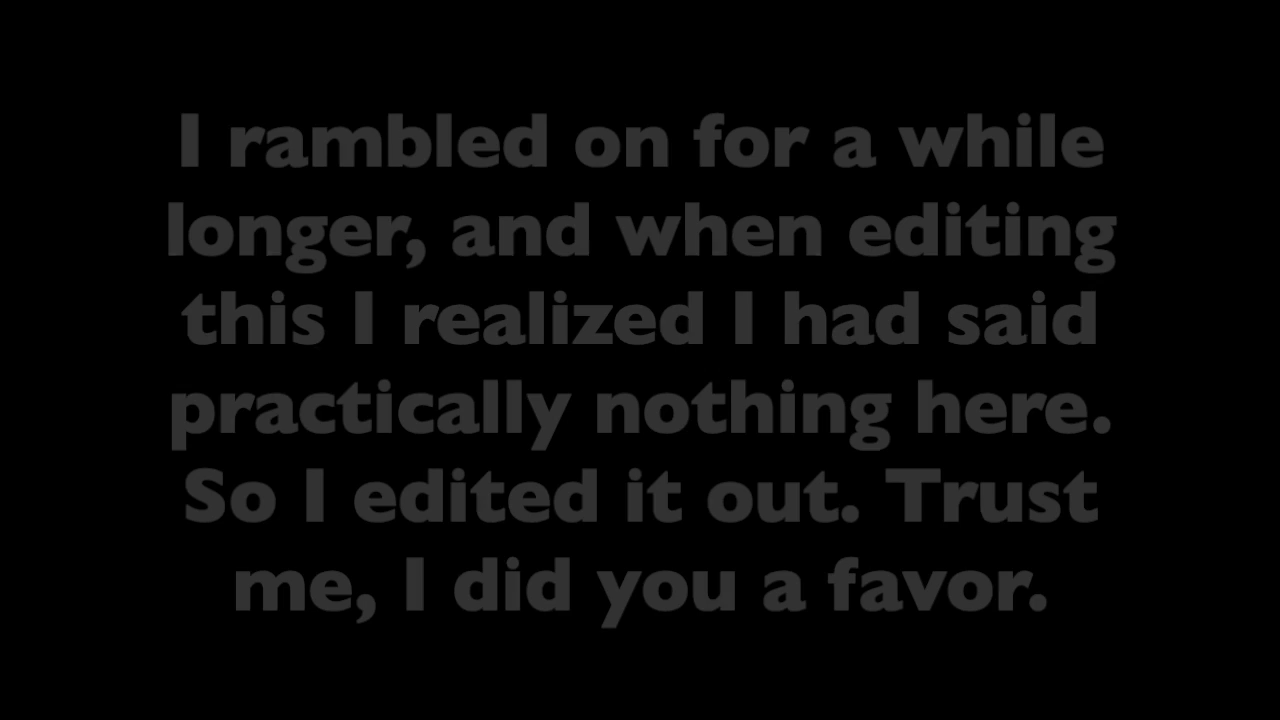 I rambled on for a while
longer, and when editing
this I realized I had said
practically nothing here.
So I edited it out. Trust
me, I did you a favor.